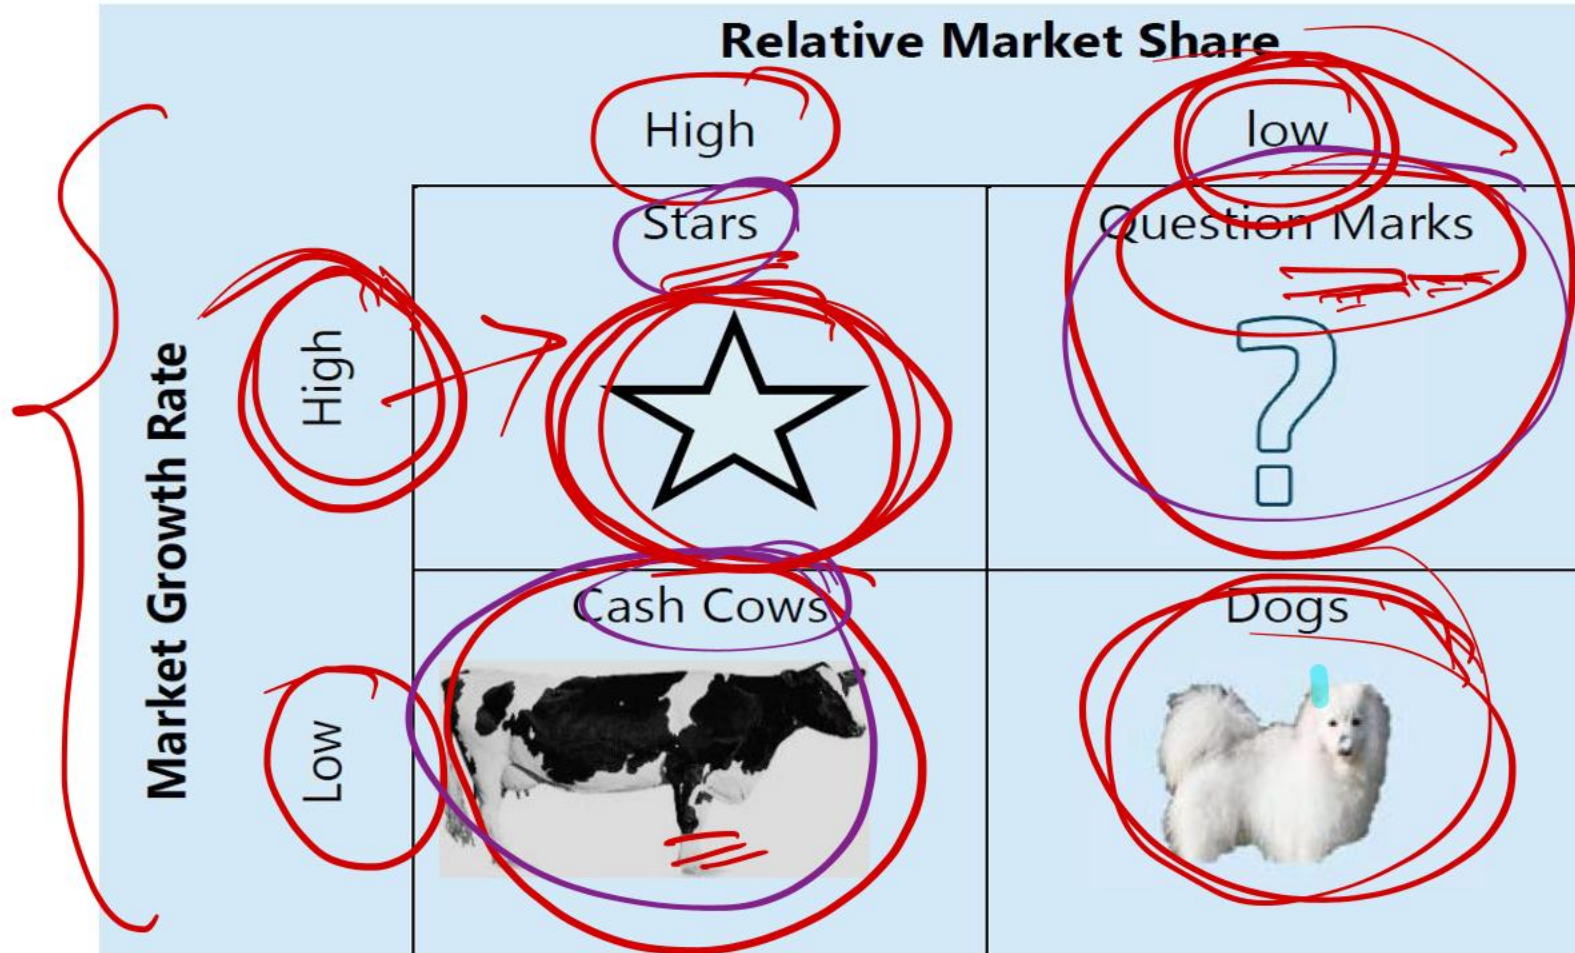 Relative Market Share
High
low
Market Growth Rate
High
Stars
Question Marks
?
Low
Cash Cows
Dogs